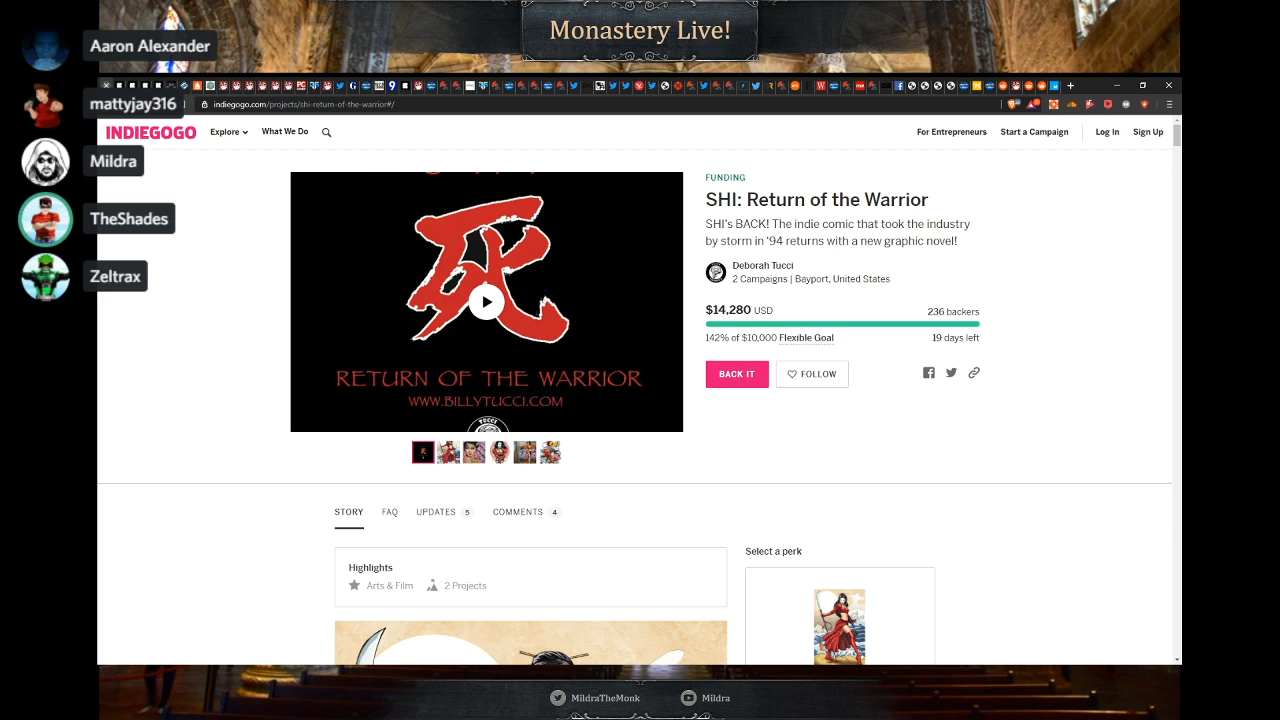 Monastery Live!
Aaron Alexander
mattyjay316
Mildra
TheShades
Zeltrax
indiegogo.com/projects/shi-return-of-the-warrior#/
INDIEGOGO
Explore
What We Do
For Entrepreneurs
Start a Campaign
Log In
Sign Up
死
RETURN OF THE WARRIOR
WWW.BILLYTUCCI.COM
TUCCI
FUNDING
SHI: Return of the Warrior
SHI's BACK! The indie comic that took the industry
by storm in '94 returns with a new graphic novel!
Deborah Tucci
2 Campaigns | Bayport, United States
$14,280 USD
236 backers
142% of $10,000 Flexible Goal
19 days left
BACK IT
FOLLOW
STORY
FAQ
UPDATES 5
COMMENTS 4
Highlights
Arts & Film
2 Projects
Select a perk
MildraTheMonk
Mildra